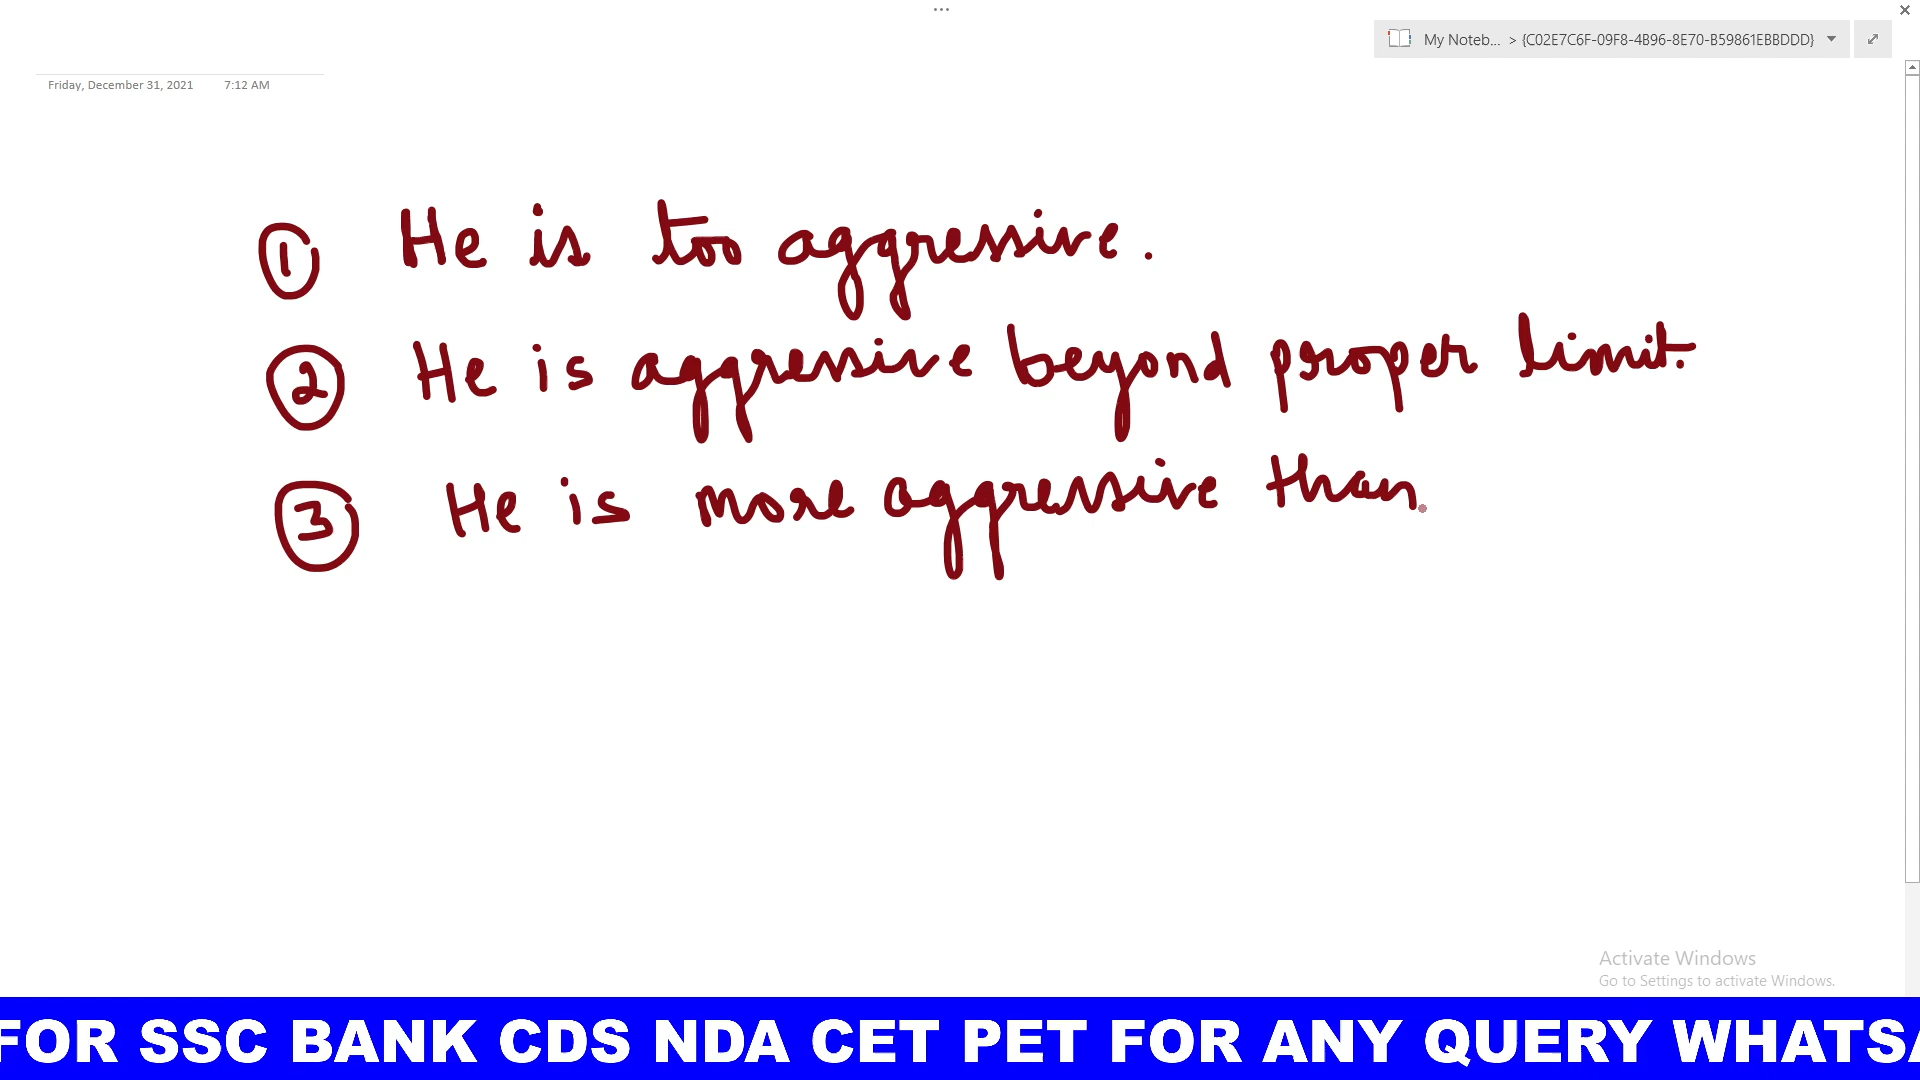 My Noteb... > {C02E7C6F-09F8-4B96-8E70-B59861EBBDDD}
Friday, December 31, 2021 7:12 AM
① He is too aggressive.
② He is aggressive beyond proper limit.
③ He is more aggressive than
Activate Windows
Go to Settings to activate Windows.
FOR SSC BANK CDS NDA CET PET FOR ANY QUERY WHATSA